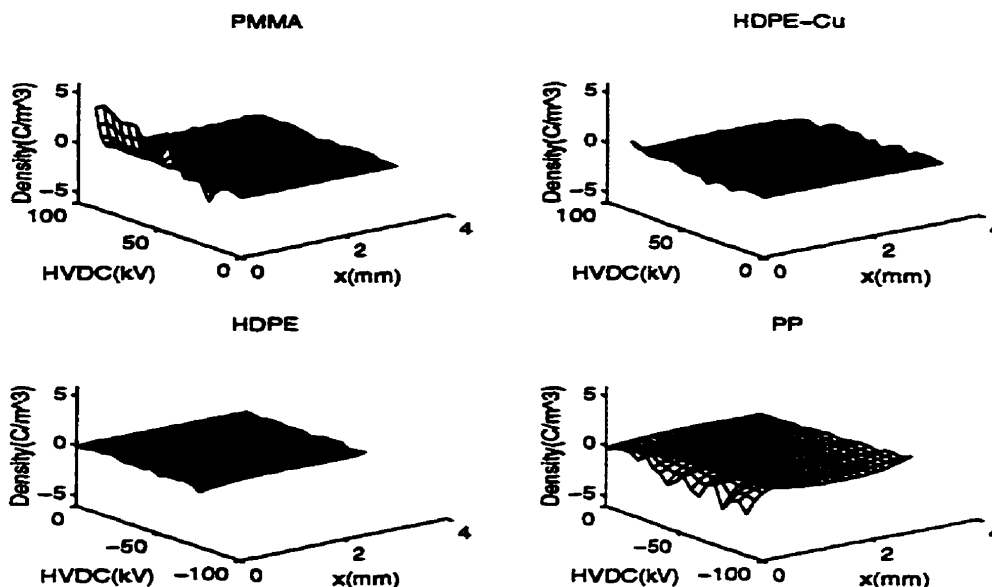 PMMA
HDPE-Cu
Density(C/m^3)
5
0
-5
100
50
0
HVDC(kV)
0
2
4
x(mm)
Density(C/m^3)
5
0
-5
100
50
0
HVDC(kV)
0
2
4
x(mm)
HDPE
PP
Density(C/m^3)
5
0
-5
0
-50
-100
HVDC(kV)
0
2
4
x(mm)
Density(C/m^3)
5
0
-5
0
-50
-100
HVDC(kV)
0
2
4
x(mm)